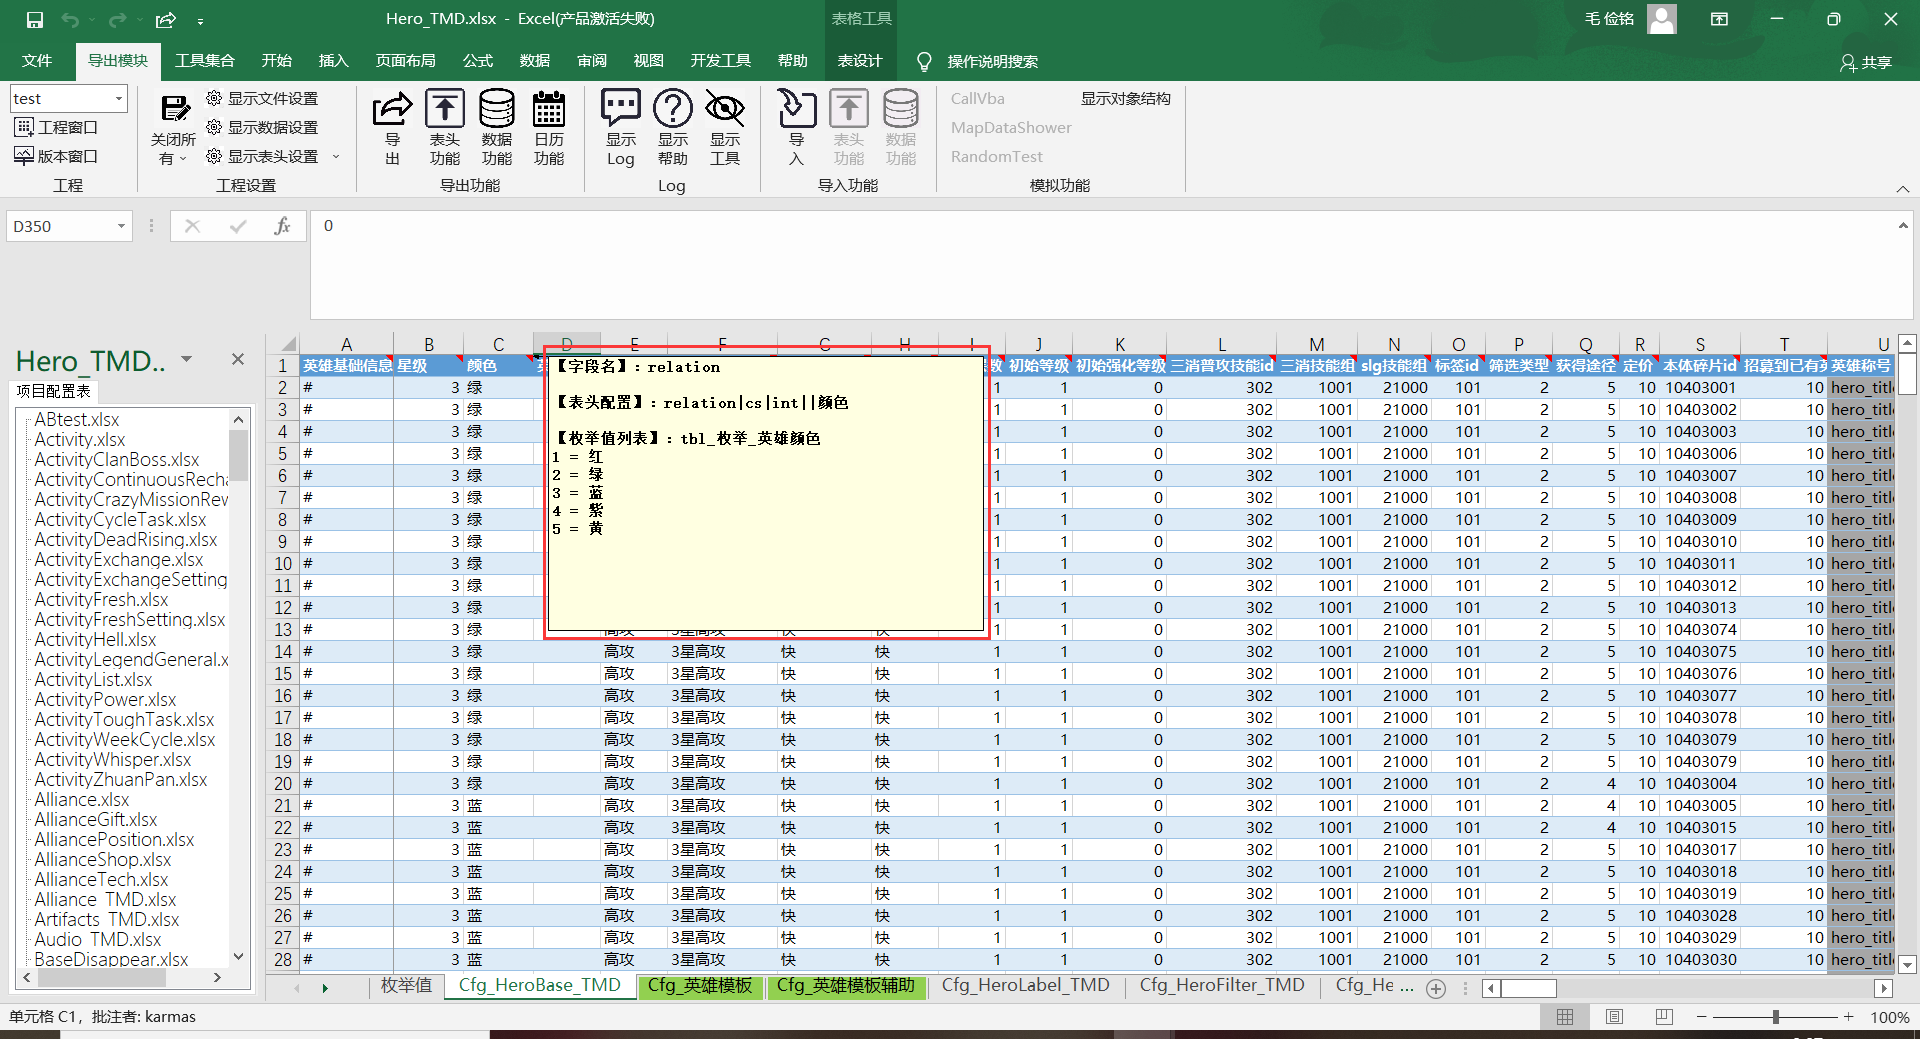 Hero_TMD.xlsx - Excel(产品激活失败)
表格工具
毛 俭铭
文件 导出模块 工具集合 开始 插入 页面布局 公式 数据 审阅 视图 开发工具 帮助 表设计 操作说明搜索 共享
test
工程窗口
版本窗口
工程
关闭所有
显示文件设置
显示数据设置
显示表头设置
工程设置
导出
表头功能
数据功能
日历功能
导出功能
显示Log
显示帮助
显示工具
Log
导入
表头功能
数据功能
导入功能
CallVba
MapDataShower
RandomTest
显示对象结构
模拟功能
D350
fx
0
Hero_TMD..
项目配置表
ABtest.xlsx
Activity.xlsx
ActivityClanBoss.xlsx
ActivityContinuousRecha
ActivityCrazyMissionRew
ActivityCycleTask.xlsx
ActivityDeadRising.xlsx
ActivityExchange.xlsx
ActivityExchangeSetting
ActivityFresh.xlsx
ActivityFreshSetting.xlsx
ActivityHell.xlsx
ActivityLegendGeneral.x
ActivityList.xlsx
ActivityPower.xlsx
ActivityToughTask.xlsx
ActivityWeekCycle.xlsx
ActivityWhisper.xlsx
ActivityZhuanPan.xlsx
Alliance.xlsx
AllianceGift.xlsx
AlliancePosition.xlsx
AllianceShop.xlsx
AllianceTech.xlsx
Alliance_TMD.xlsx
Artifacts_TMD.xlsx
Audio_TMD.xlsx
BaseDisappear.xlsx
A B C D E F G H I J K L M N O P Q R S T U
1 英雄基础信息 星级 颜色 数 初始等级 初始强化等级 三消普攻技能id 三消技能组 slg技能组 标签id 筛选类型 获得途径 定价 本体碎片id 招募到已有英 英雄称号
2 # 3 绿 1 1 0 302 1001 21000 101 2 5 10 10403001 10 hero_title
3 # 3 绿 1 1 0 302 1001 21000 101 2 5 10 10403002 10 hero_title
4 # 3 绿 1 1 0 302 1001 21000 101 2 5 10 10403003 10 hero_title
5 # 3 绿 1 1 0 302 1001 21000 101 2 5 10 10403006 10 hero_title
6 # 3 绿 1 1 0 302 1001 21000 101 2 5 10 10403007 10 hero_title
7 # 3 绿 1 1 0 302 1001 21000 101 2 5 10 10403008 10 hero_title
8 # 3 绿 1 1 0 302 1001 21000 101 2 5 10 10403009 10 hero_title
9 # 3 绿 1 1 0 302 1001 21000 101 2 5 10 10403010 10 hero_title
10 # 3 绿 1 1 0 302 1001 21000 101 2 5 10 10403011 10 hero_title
11 # 3 绿 1 1 0 302 1001 21000 101 2 5 10 10403012 10 hero_title
12 # 3 绿 1 1 0 302 1001 21000 101 2 5 10 10403013 10 hero_title
13 # 3 绿 高攻 3星高攻 快 快 1 1 0 302 1001 21000 101 2 5 10 10403074 10 hero_title
14 # 3 绿 高攻 3星高攻 快 快 1 1 0 302 1001 21000 101 2 5 10 10403075 10 hero_title
15 # 3 绿 高攻 3星高攻 快 快 1 1 0 302 1001 21000 101 2 5 10 10403076 10 hero_title
16 # 3 绿 高攻 3星高攻 快 快 1 1 0 302 1001 21000 101 2 5 10 10403077 10 hero_title
17 # 3 绿 高攻 3星高攻 快 快 1 1 0 302 1001 21000 101 2 5 10 10403078 10 hero_title
18 # 3 绿 高攻 3星高攻 快 快 1 1 0 302 1001 21000 101 2 5 10 10403079 10 hero_title
19 # 3 绿 高攻 3星高攻 快 快 1 1 0 302 1001 21000 101 2 5 10 10403079 10 hero_title
20 # 3 绿 高攻 3星高攻 快 快 1 1 0 302 1001 21000 101 2 4 10 10403004 10 hero_title
21 # 3 蓝 高攻 3星高攻 快 快 1 1 0 302 1001 21000 101 2 4 10 10403005 10 hero_title
22 # 3 蓝 高攻 3星高攻 快 快 1 1 0 302 1001 21000 101 2 4 10 10403015 10 hero_title
23 # 3 蓝 高攻 3星高攻 快 快 1 1 0 302 1001 21000 101 2 5 10 10403017 10 hero_title
24 # 3 蓝 高攻 3星高攻 快 快 1 1 0 302 1001 21000 101 2 5 10 10403018 10 hero_title
25 # 3 蓝 高攻 3星高攻 快 快 1 1 0 302 1001 21000 101 2 5 10 10403019 10 hero_title
26 # 3 蓝 高攻 3星高攻 快 快 1 1 0 302 1001 21000 101 2 5 10 10403028 10 hero_title
27 # 3 蓝 高攻 3星高攻 快 快 1 1 0 302 1001 21000 101 2 5 10 10403029 10 hero_title
28 # 3 蓝 高攻 3星高攻 快 快 1 1 0 302 1001 21000 101 2 5 10 10403030 10 hero_title
【字段名】: relation
【表头配置】: relation|cs|int||颜色
【枚举值列表】: tbl_枚举_英雄颜色
1 = 红
2 = 绿
3 = 蓝
4 = 紫
5 = 黄
枚举值 Cfg_HeroBase_TMD Cfg_英雄模板 Cfg_英雄模板辅助 Cfg_HeroLabel_TMD Cfg_HeroFilter_TMD Cfg_He ...
单元格 C1，批注者: karmas
100%